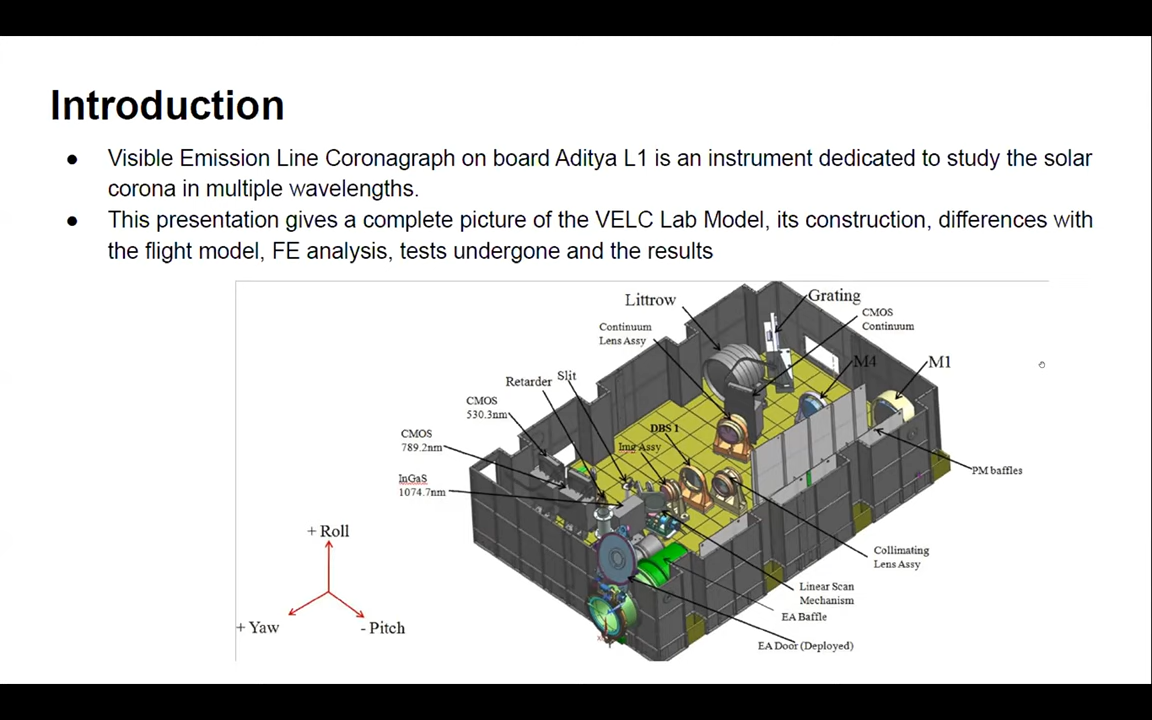 Introduction
● Visible Emission Line Coronagraph on board Aditya L1 is an instrument dedicated to study the solar
corona in multiple wavelengths.
● This presentation gives a complete picture of the VELC Lab Model, its construction, differences with
the flight model, FE analysis, tests undergone and the results
Littrow
Grating
Continuum
Lens Assy
CMOS
Continuum
M4
M1
Retarder
Slit
CMOS
530.3nm
DBS 1
Img Assy
CMOS
789.2nm
InGaS
1074.7nm
PM baffles
+ Roll
Collimating
Lens Assy
Linear Scan
Mechanism
EA Baffle
+ Yaw
- Pitch
EA Door (Deployed)